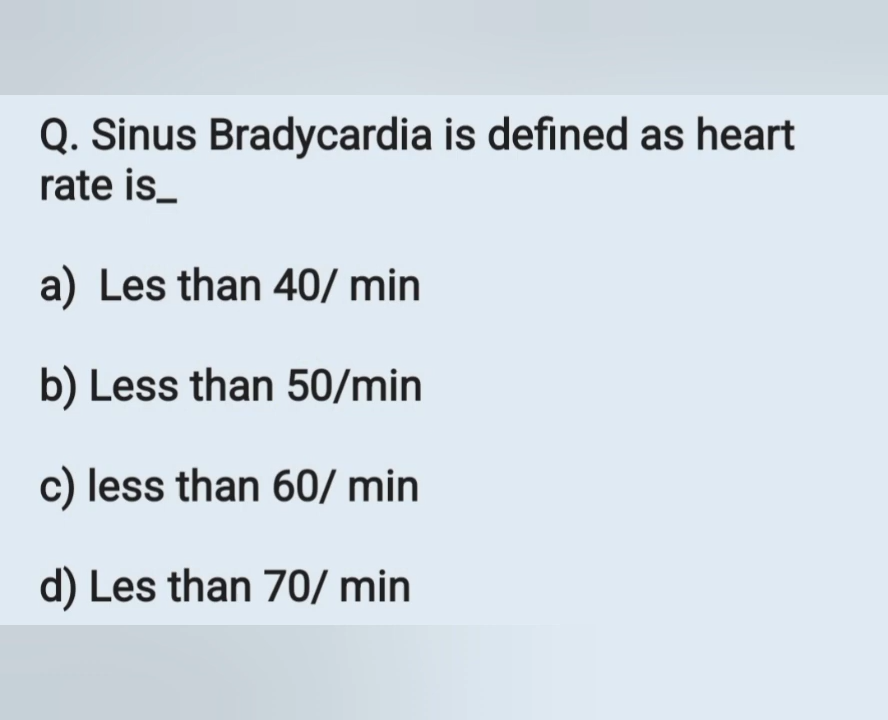 Q. Sinus Bradycardia is defined as heart
rate is_
a) Les than 40/ min
b) Less than 50/min
c) less than 60/ min
d) Les than 70/ min